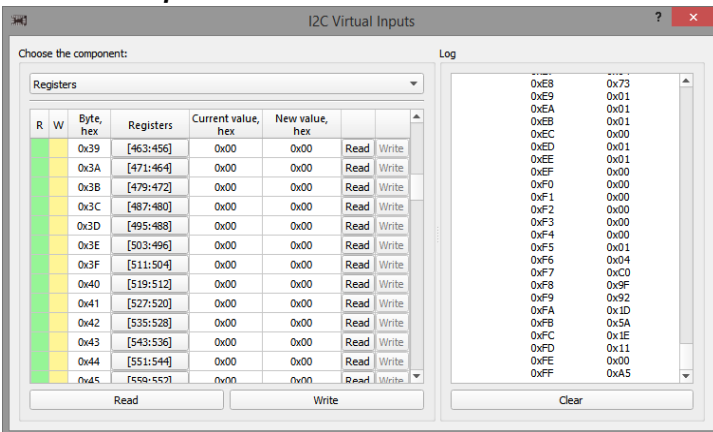 I2C Virtual Inputs
?
×
Choose the component:
Registers
R W Byte, hex Registers Current value, hex New value, hex
0x39 [463:456] 0x00 0x00 Read Write
0x3A [471:464] 0x00 0x00 Read Write
0x3B [479:472] 0x00 0x00 Read Write
0x3C [487:480] 0x00 0x00 Read Write
0x3D [495:488] 0x00 0x00 Read Write
0x3E [503:496] 0x00 0x00 Read Write
0x3F [511:504] 0x00 0x00 Read Write
0x40 [519:512] 0x00 0x00 Read Write
0x41 [527:520] 0x00 0x00 Read Write
0x42 [535:528] 0x00 0x00 Read Write
0x43 [543:536] 0x00 0x00 Read Write
0x44 [551:544] 0x00 0x00 Read Write
0x45 [559:552] 0x00 0x00 Read Write
Read Write
Log
0xE8 0x73
0xE9 0x01
0xEA 0x01
0xEB 0x01
0xEC 0x00
0xED 0x01
0xEE 0x01
0xEF 0x00
0xF0 0x00
0xF1 0x00
0xF2 0x00
0xF3 0x00
0xF4 0x00
0xF5 0x01
0xF6 0x04
0xF7 0xC0
0xF8 0x9F
0xF9 0x92
0xFA 0x1D
0xFB 0x5A
0xFC 0x1E
0xFD 0x11
0xFE 0x00
0xFF 0xA5
Clear